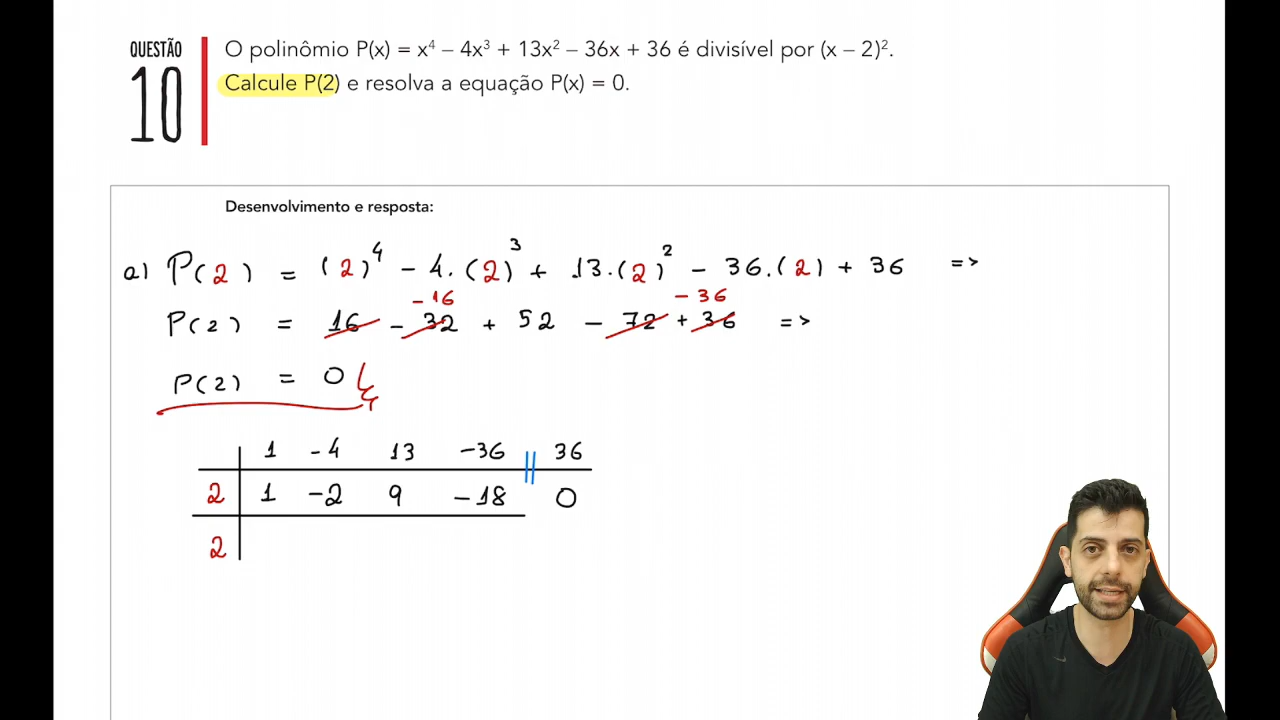 QUESTÃO
10
O polinômio P(x) = x⁴ – 4x³ + 13x² – 36x + 36 é divisível por (x – 2)².
Calcule P(2) e resolva a equação P(x) = 0.
Desenvolvimento e resposta:
a) P(2) = (2)⁴ - 4.(2)³ + 13.(2)² - 36.(2) + 36 =>
-16 -36
P(2) = 16 - 32 + 52 - 72 + 36 =>
P(2) = 0
1 -4 13 -36 || 36
2 1 -2 9 -18 0
2